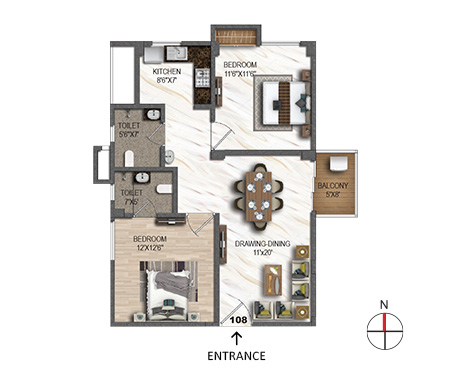 KITCHEN
8'6"X7'
BEDROOM
11'6"X11'6"
TOILET
5'6"X7'
TOILET
7'X5'
BALCONY
5'X8'
BEDROOM
12'X12'6"
DRAWING-DINING
11'x20'
108
ENTRANCE
N